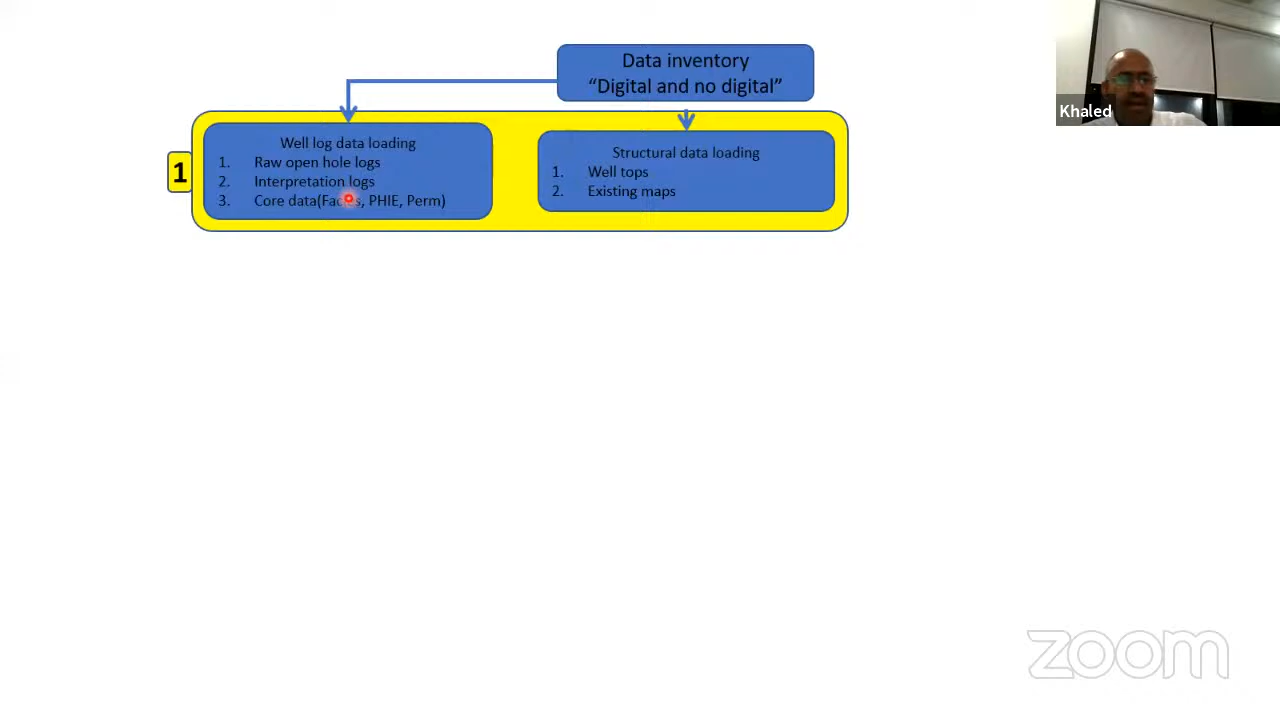 Data inventory
“Digital and no digital”
Khaled
1
Well log data loading
1. Raw open hole logs
2. Interpretation logs
3. Core data(Facies, PHIE, Perm)
Structural data loading
1. Well tops
2. Existing maps
zoom